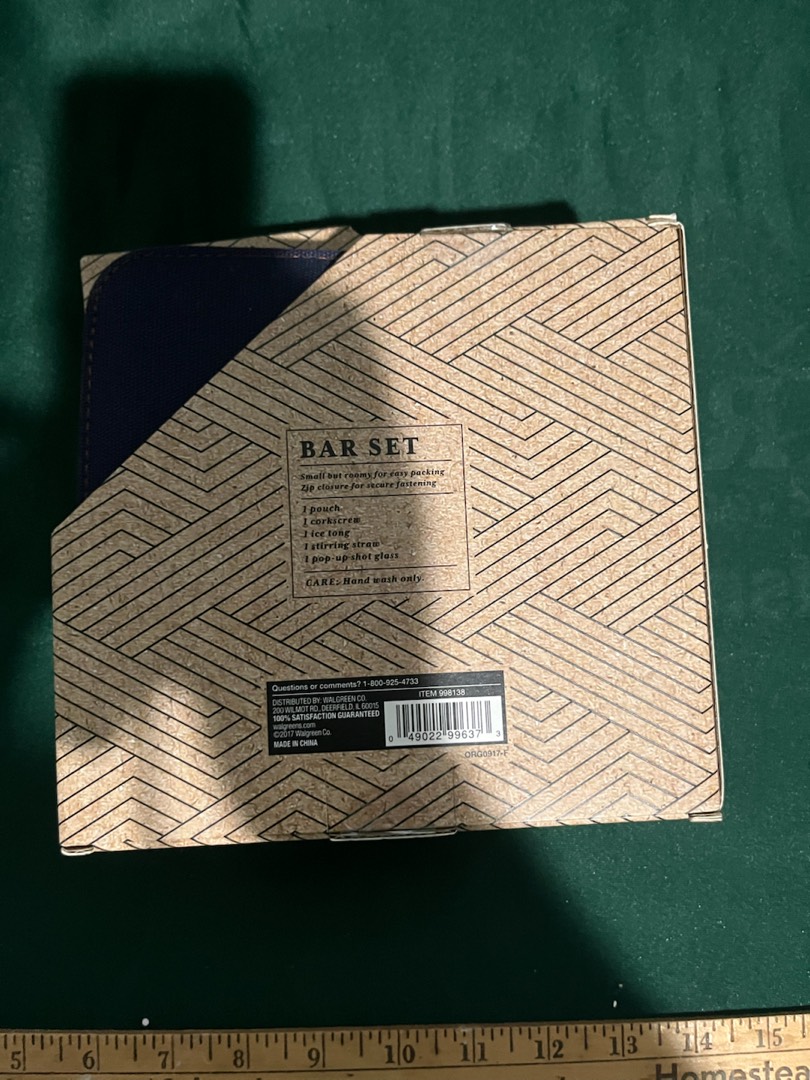 BAR SET
Small but roomy for easy packing
Zip closure for secure fastening
1 pouch
1 corkscrew
1 ice tong
1 stirring straw
1 pop-up shot glass
CARE: Hand wash only.
Questions or comments? 1-800-925-4733
ITEM 998138
DISTRIBUTED BY: WALGREEN CO.
200 WILMOT RD., DEERFIELD, IL 60015
100% SATISFACTION GUARANTEED
walgreens.com
©2017 Walgreen Co.
MADE IN CHINA
0 49022 99637 3
ORG0917-F
5 6 7 8 9 10 11 12 13 14 15